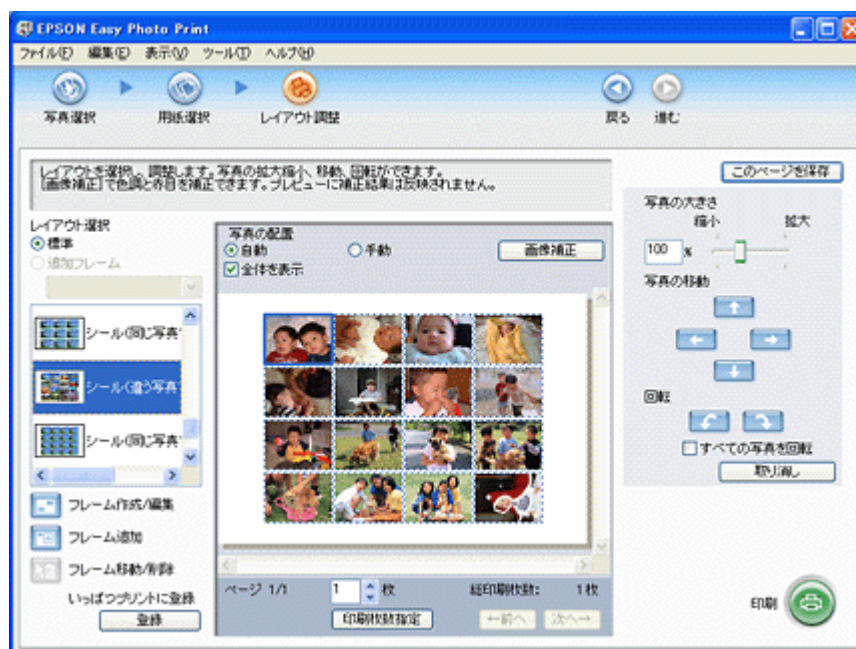 EPSON Easy Photo Print
ファイル(F) 編集(E) 表示(V) ツール(T) ヘルプ(H)
写真選択 用紙選択 レイアウト調整 戻る 進む
レイアウトを選択し、調整します。写真の拡大縮小、移動、回転ができます。
[画像補正]で色調と赤目を補正できます。プレビューに補正結果は反映されません。
このページを保存
レイアウト選択
標準
追加フレーム
シール(同じ写真
シール(違う写真
シール(同じ写真
フレーム作成/編集
フレーム追加
フレーム移動/削除
いっぱつプリントに登録
登録
写真の配置
自動 手動 画像補正
全体を表示
ページ 1/1 1 枚 総印刷枚数: 1枚
印刷枚数指定 ←前へ 次へ→
写真の大きさ
縮小 拡大
100 %
写真の移動
回転
すべての写真を回転
取り消し
印刷